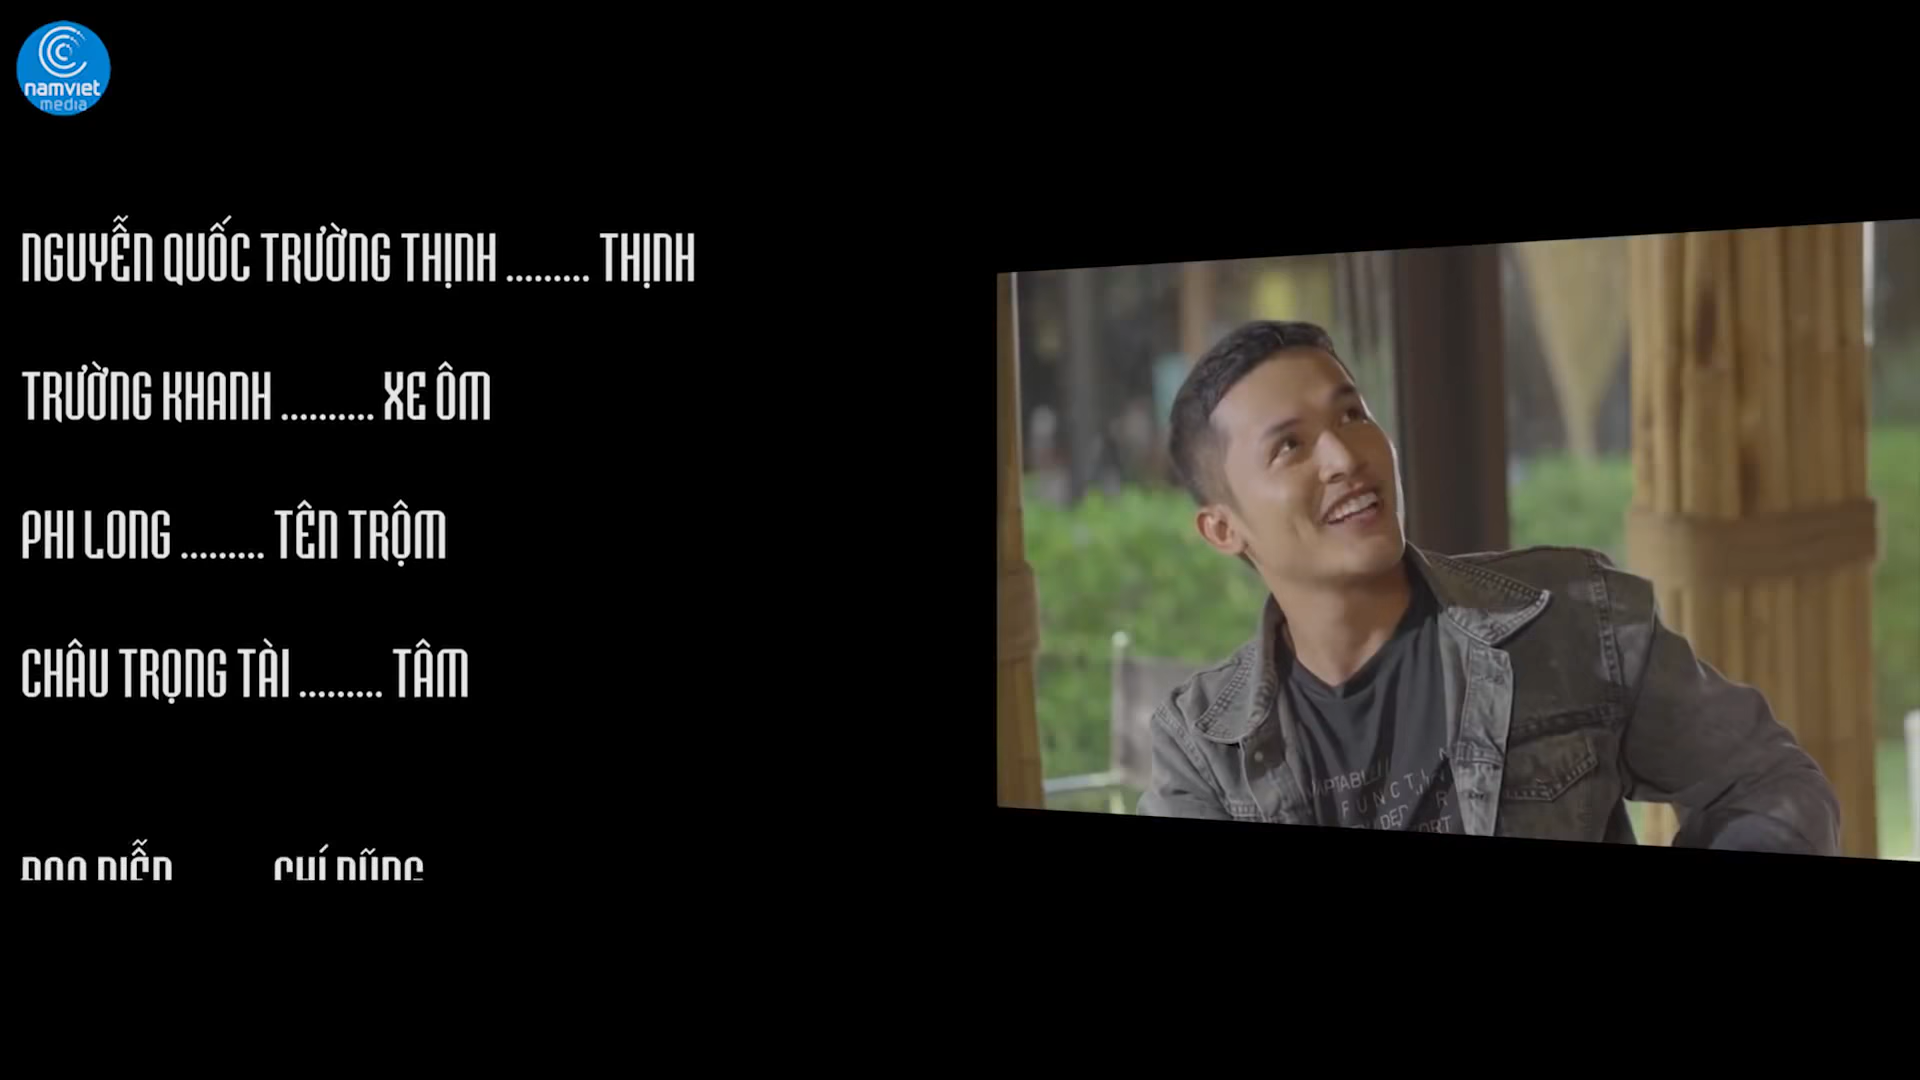 namviet
media
NGUYỄN QUỐC TRƯỜNG THỊNH ......... THỊNH
TRƯỜNG KHANH .......... XE ÔM
PHI LONG ......... TÊN TRỘM
CHÂU TRỌNG TÀI ......... TÂM
FUNCTI